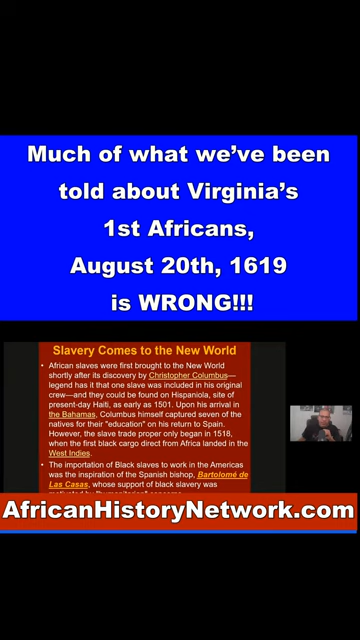 Much of what we've been
told about Virginia's
1st Africans,
August 20th, 1619
is WRONG!!!
Slavery Comes to the New World
• African slaves were first brought to the New World
shortly after its discovery by Christopher Columbus—
legend has it that one slave was included in his original
crew—and they could be found on Hispaniola, site of
present-day Haiti, as early as 1501. Upon his arrival in
the Bahamas, Columbus himself captured seven of the
natives for their "education" on his return to Spain.
However, the slave trade proper only began in 1518,
when the first black cargo direct from Africa landed in the
West Indies.
• The importation of Black slaves to work in the Americas
was the inspiration of the Spanish bishop, Bartolomé de
Las Casas, whose support of black slavery was
motivated by "humanitarian" concerns
AfricanHistoryNetwork.com